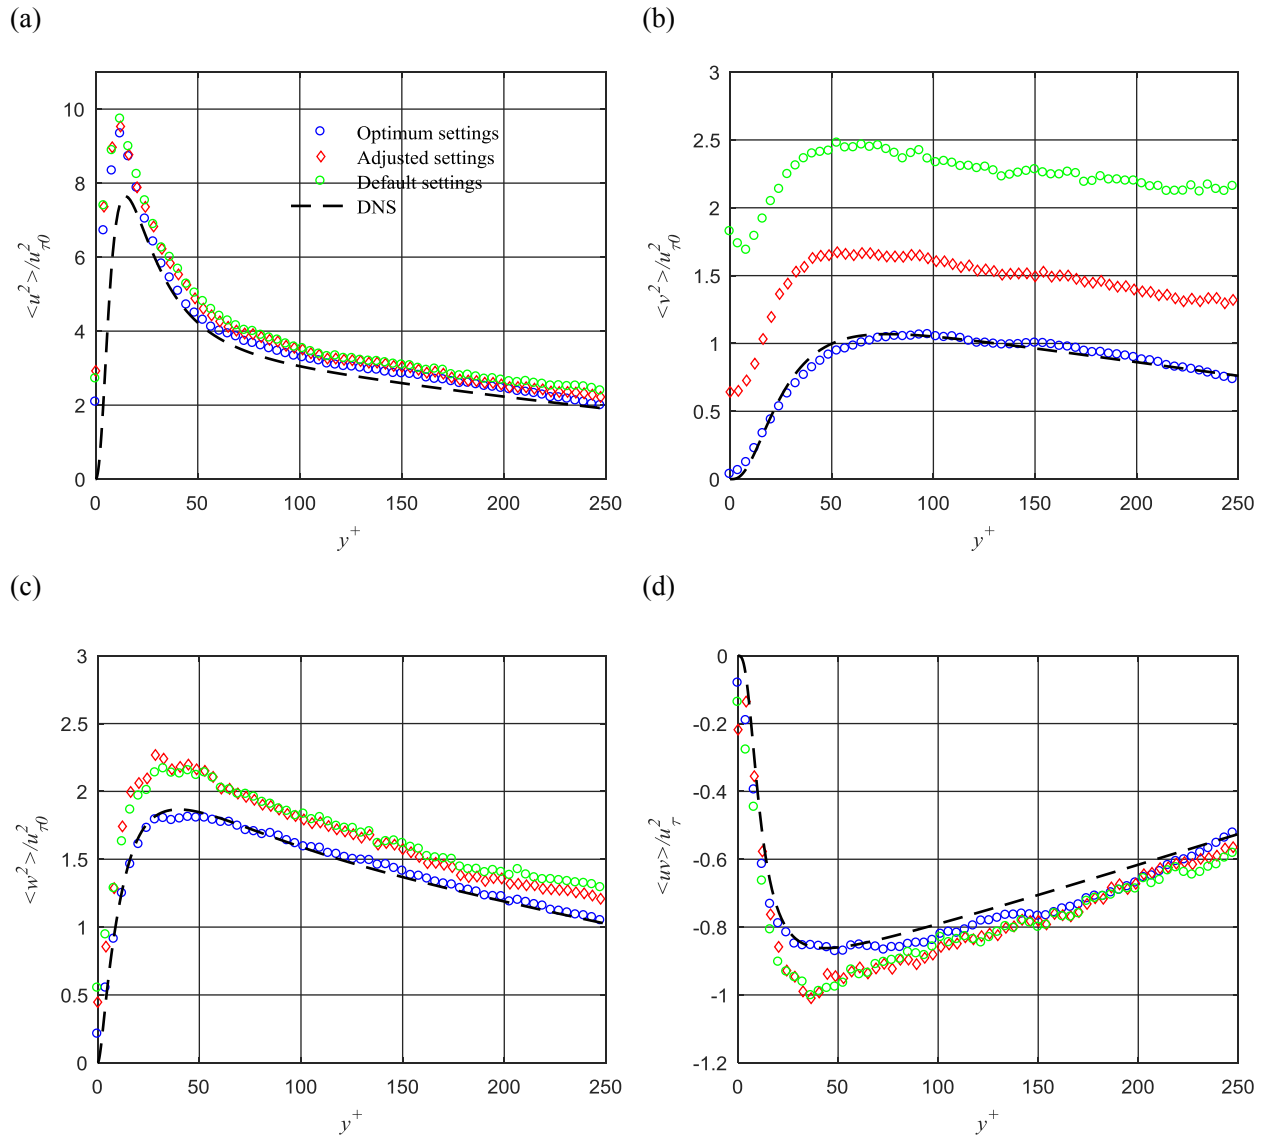 (a)
(b)
10
8
6
4
2
0
<u²>/u²τ0
Optimum settings
Adjusted settings
Default settings
DNS
0 50 100 150 200 250
y⁺
3
2.5
2
1.5
1
0.5
0
<v²>/u²τ0
0 50 100 150 200 250
y⁺
(c)
(d)
3
2.5
2
1.5
1
0.5
0
<w²>/u²τ0
0 50 100 150 200 250
y⁺
0
-0.2
-0.4
-0.6
-0.8
-1
-1.2
<uv>/u²τ
0 50 100 150 200 250
y⁺